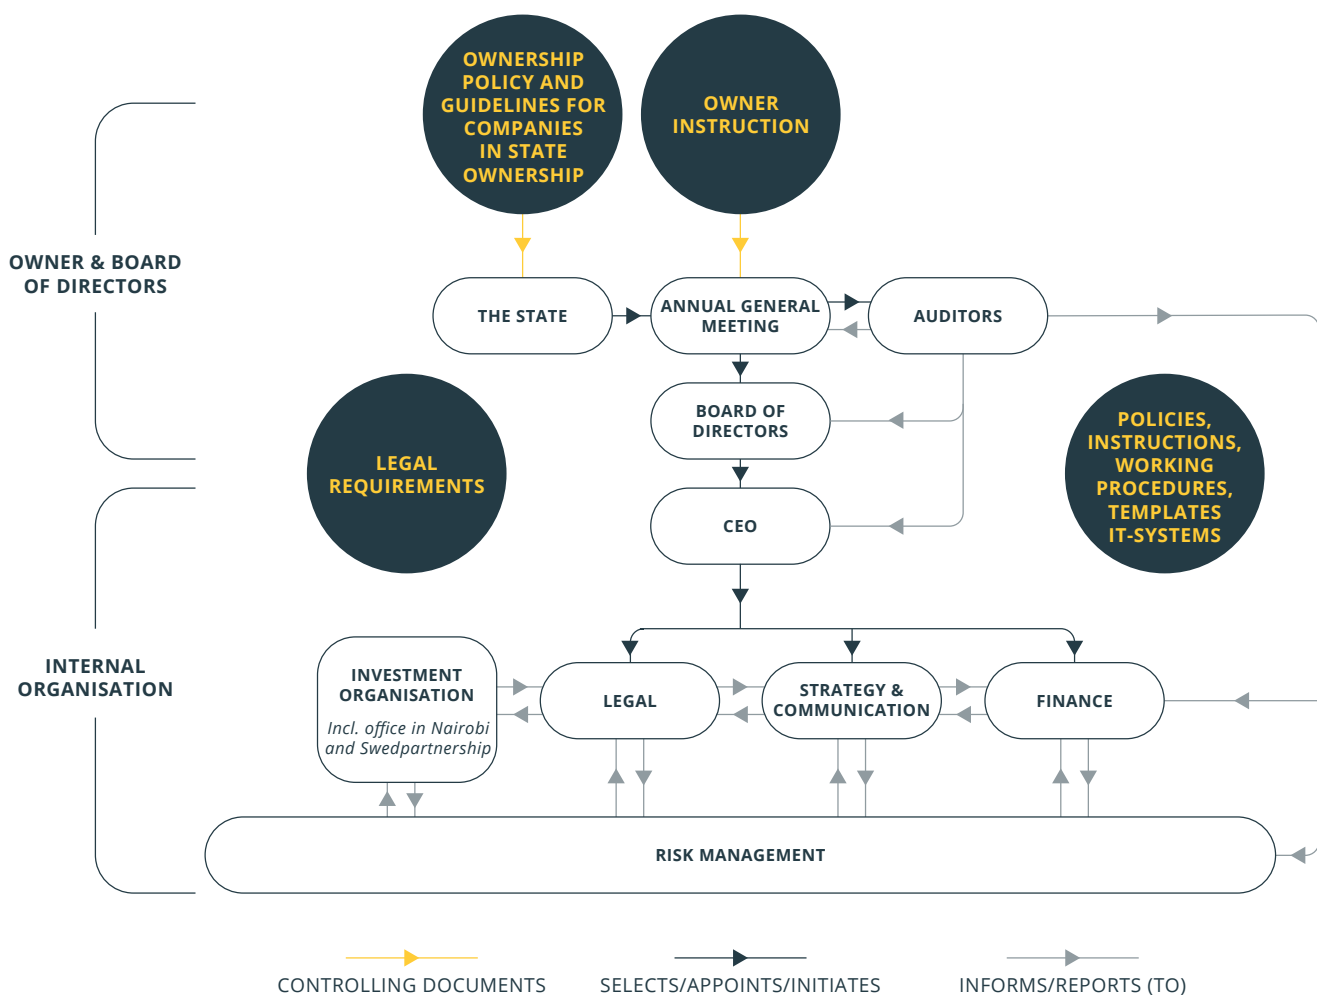 OWNERSHIP
POLICY AND
GUIDELINES FOR
COMPANIES
IN STATE
OWNERSHIP
OWNER
INSTRUCTION
OWNER & BOARD
OF DIRECTORS
THE STATE
ANNUAL GENERAL
MEETING
AUDITORS
BOARD OF
DIRECTORS
LEGAL
REQUIREMENTS
POLICIES,
INSTRUCTIONS,
WORKING
PROCEDURES,
TEMPLATES
IT-SYSTEMS
CEO
INTERNAL
ORGANISATION
INVESTMENT
ORGANISATION
Incl. office in Nairobi
and Swedpartnership
LEGAL
STRATEGY &
COMMUNICATION
FINANCE
RISK MANAGEMENT
CONTROLLING DOCUMENTS
SELECTS/APPOINTS/INITIATES
INFORMS/REPORTS (TO)